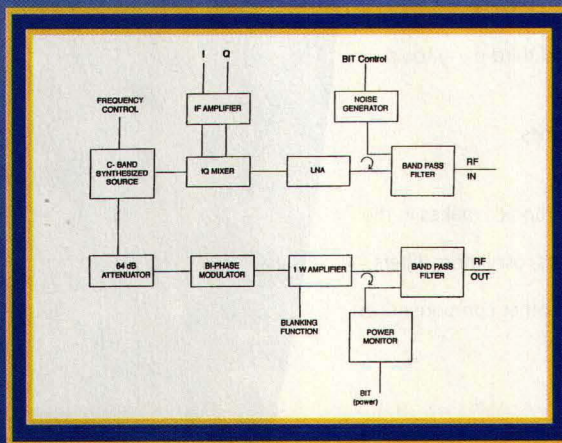 I Q
BIT Control
FREQUENCY
CONTROL
IF AMPLIFIER
NOISE
GENERATOR
C- BAND
SYNTHESIZED
SOURCE
IQ MIXER
LNA
BAND PASS
FILTER
RF
IN
64 dB
ATTENUATOR
BI-PHASE
MODULATOR
1 W AMPLIFIER
BAND PASS
FILTER
RF
OUT
BLANKING
FUNCTION
POWER
MONITOR
BIT
(power)